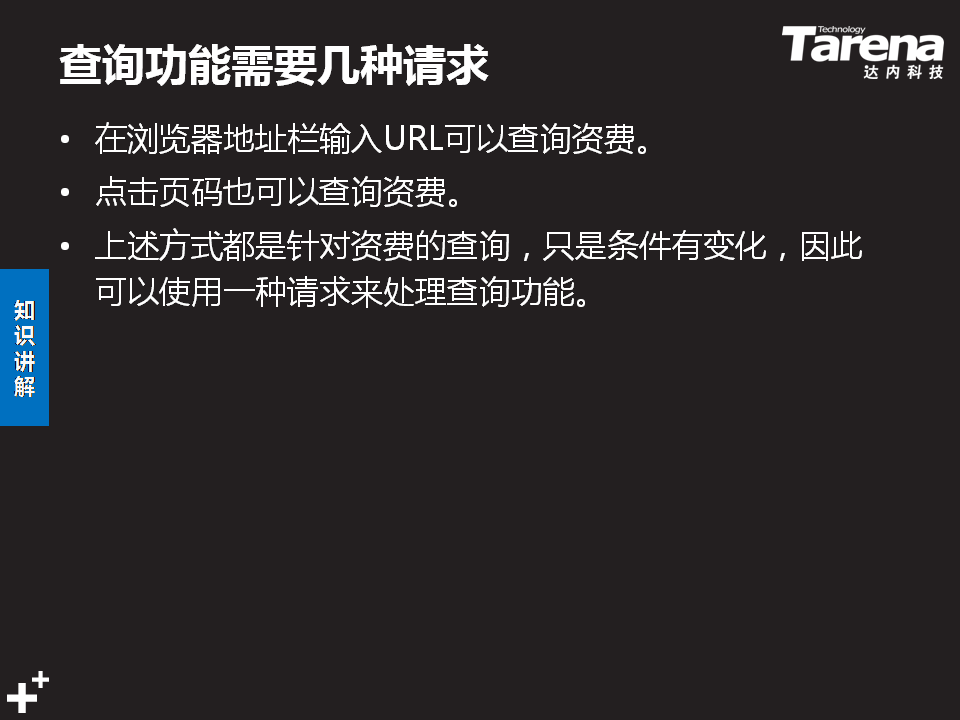 查询功能需要几种请求
Technology
Tarena
达内科技
• 在浏览器地址栏输入URL可以查询资费。
• 点击页码也可以查询资费。
• 上述方式都是针对资费的查询，只是条件有变化，因此
可以使用一种请求来处理查询功能。
知
识
讲
解